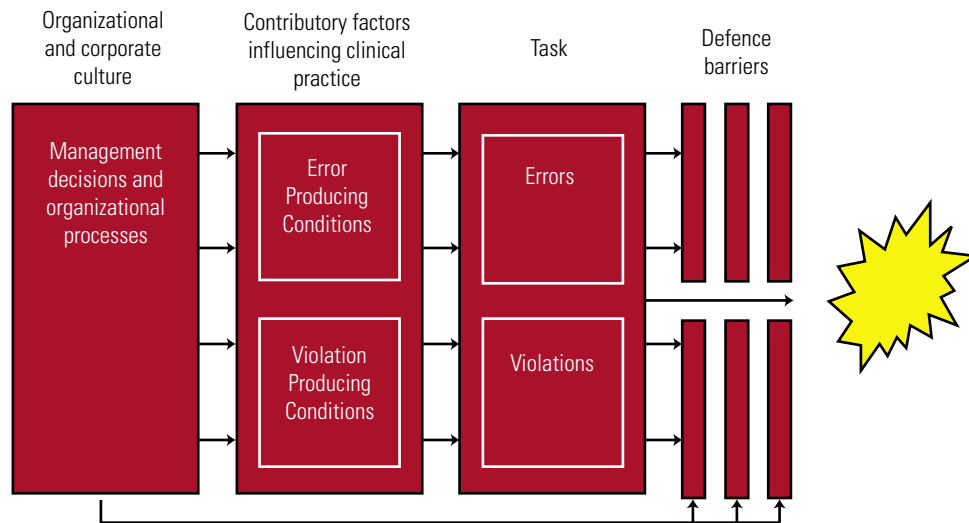 Organizational
and corporate
culture
Contributory factors
influencing clinical
practice
Task
Defence
barriers
Management
decisions and
organizational
processes
Error
Producing
Conditions
Errors
Violation
Producing
Conditions
Violations